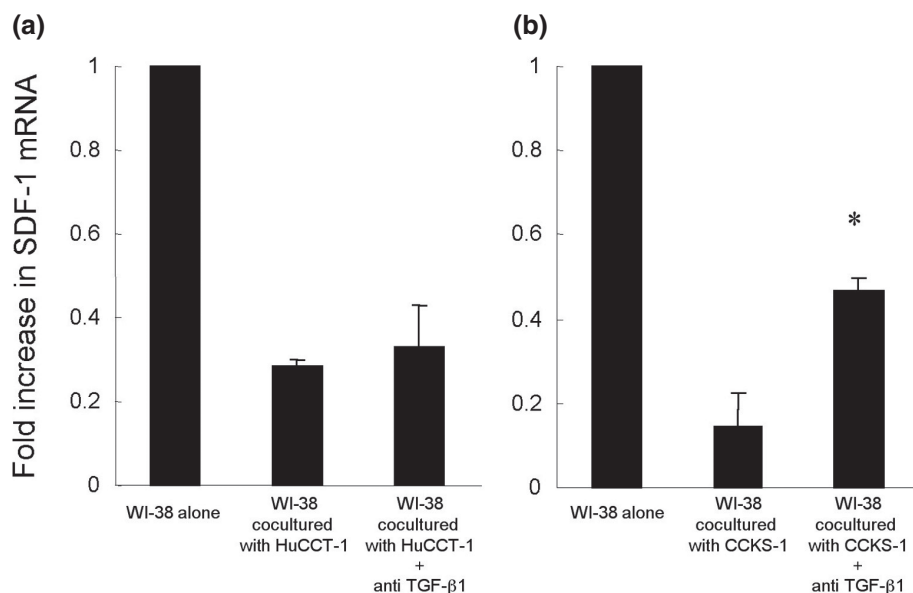 (a)
Fold increase in SDF-1 mRNA
1
0.8
0.6
0.4
0.2
0
WI-38 alone
WI-38
cocultured
with HuCCT-1
WI-38
cocultured
with HuCCT-1
+
anti TGF-β1
(b)
1
0.8
0.6
0.4
0.2
0
*
WI-38 alone
WI-38
cocultured
with CCKS-1
WI-38
cocultured
with CCKS-1
+
anti TGF-β1